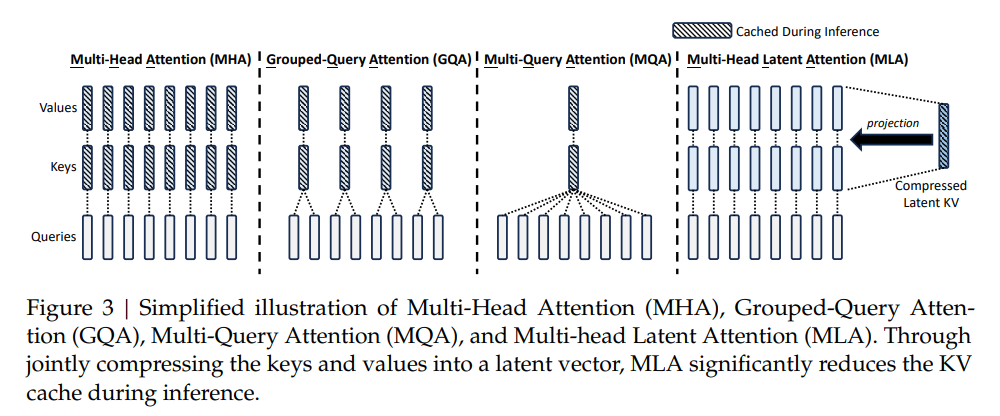 Cached During Inference
Multi-Head Attention (MHA)
Grouped-Query Attention (GQA)
Multi-Query Attention (MQA)
Multi-Head Latent Attention (MLA)
Values
Keys
Queries
projection
Compressed
Latent KV
Figure 3 | Simplified illustration of Multi-Head Attention (MHA), Grouped-Query Atten-
tion (GQA), Multi-Query Attention (MQA), and Multi-head Latent Attention (MLA). Through
jointly compressing the keys and values into a latent vector, MLA significantly reduces the KV
cache during inference.